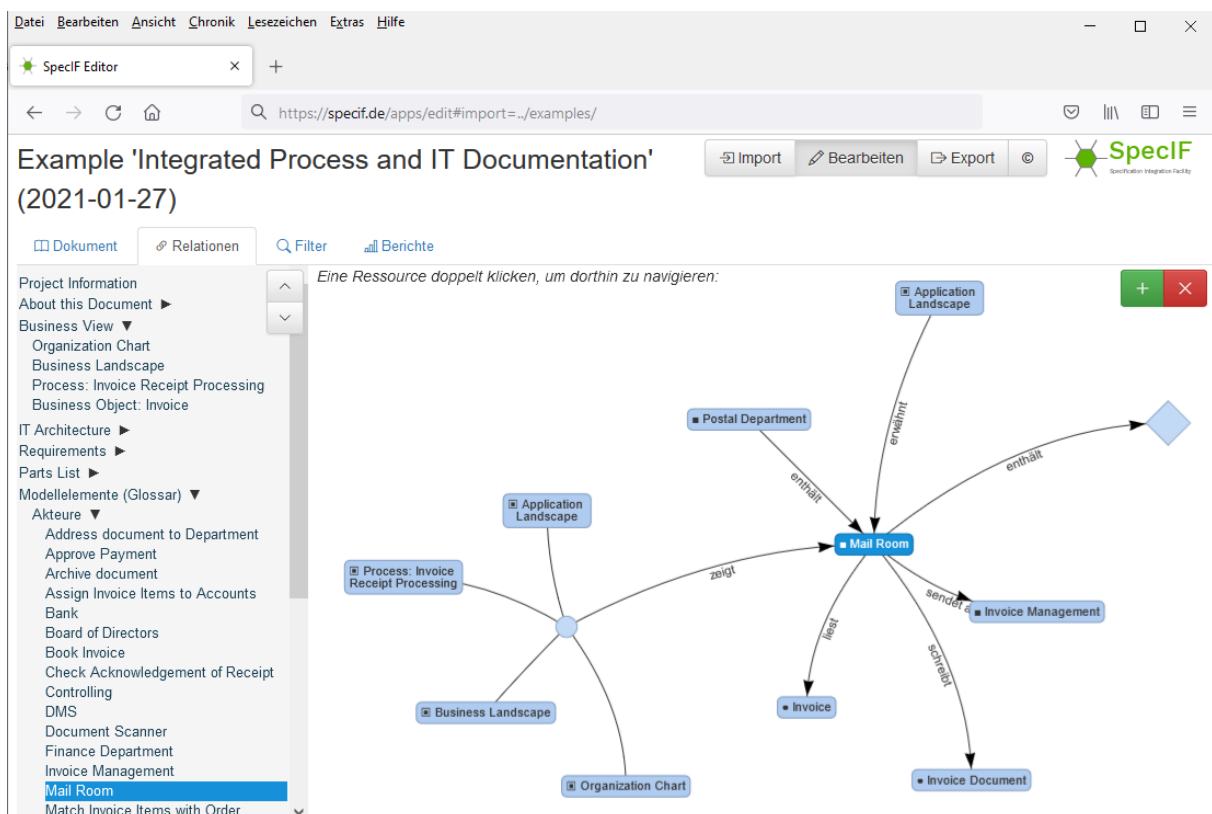 Datei Bearbeiten Ansicht Chronik Lesezeichen Extras Hilfe
SpecIF Editor
https://specif.de/apps/edit#import=../examples/
Example 'Integrated Process and IT Documentation'
(2021-01-27)
Import
Bearbeiten
Export
©
SpecIF
Specification Integration Facility
Dokument
Relationen
Filter
Berichte
Project Information
About this Document ▶
Business View ▼
Organization Chart
Business Landscape
Process: Invoice Receipt Processing
Business Object: Invoice
IT Architecture ▶
Requirements ▶
Parts List ▶
Modellelemente (Glossar) ▼
Akteure ▼
Address document to Department
Approve Payment
Archive document
Assign Invoice Items to Accounts
Bank
Board of Directors
Book Invoice
Check Acknowledgement of Receipt
Controlling
DMS
Document Scanner
Finance Department
Invoice Management
Mail Room
Match Invoice Items with Order
Eine Ressource doppelt klicken, um dorthin zu navigieren:
Application
Landscape
erwähnt
Postal Department
enthält
enthält
Application
Landscape
Mail Room
Process: Invoice
Receipt Processing
zeigt
sendet a
Invoice Management
liest
schreibt
Business Landscape
Invoice
Organization Chart
Invoice Document